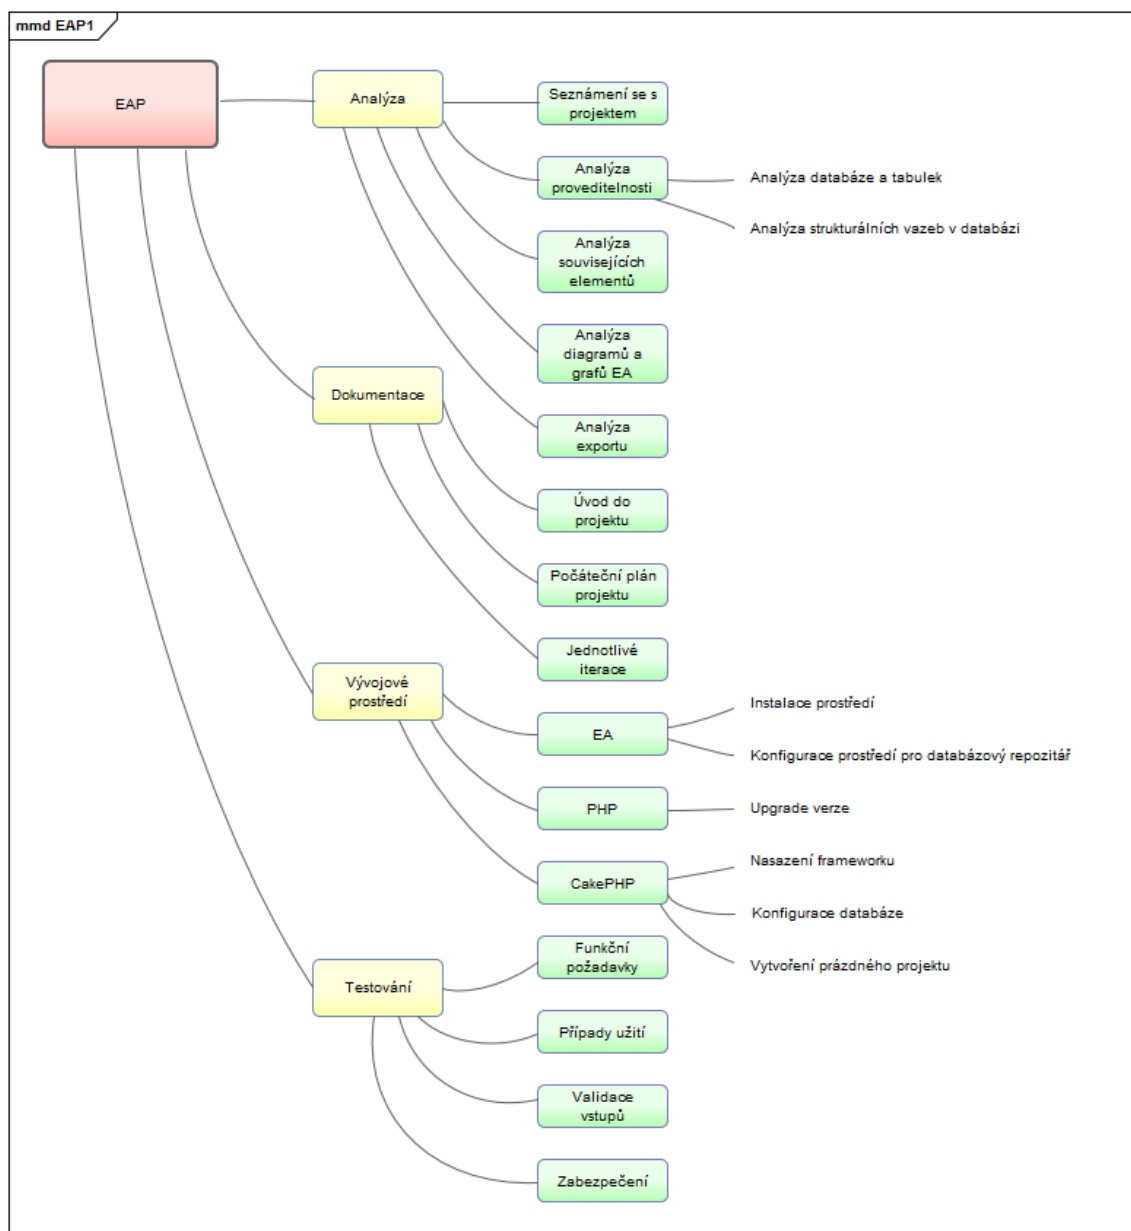 mmd EAP1
EAP
Analýza
Seznámení se s
projektem
Analýza
proveditelnosti
Analýza databáze a tabulek
Analýza strukturálních vazeb v databázi
Analýza
souvisejících
elementů
Analýza
diagramů a
grafů EA
Analýza
exportu
Dokumentace
Úvod do
projektu
Počáteční plán
projektu
Jednotlivé
iterace
Vývojové
prostředí
EA
Instalace prostředí
Konfigurace prostředí pro databázový repozitář
PHP
Upgrade verze
CakePHP
Nasazení frameworku
Konfigurace databáze
Vytvoření prázdného projektu
Testování
Funkční
požadavky
Případy užití
Validace
vstupů
Zabezpečení